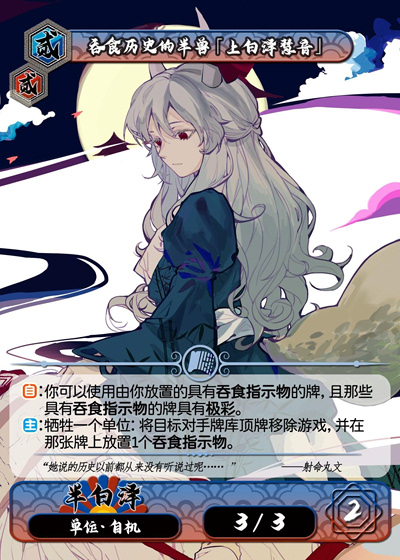 贰
吞食历史的半兽「上白泽慧音」
贰
自:你可以使用由你放置的具有吞食指示物的牌，且那些
具有吞食指示物的牌具有极彩。
主:牺牲一个单位: 将目标对手牌库顶牌移除游戏，并在
那张牌上放置1个吞食指示物。
“她说的历史以前都从来没有听说过呢…… ” ——射命丸文
半白泽
单位·自机
3 / 3
2